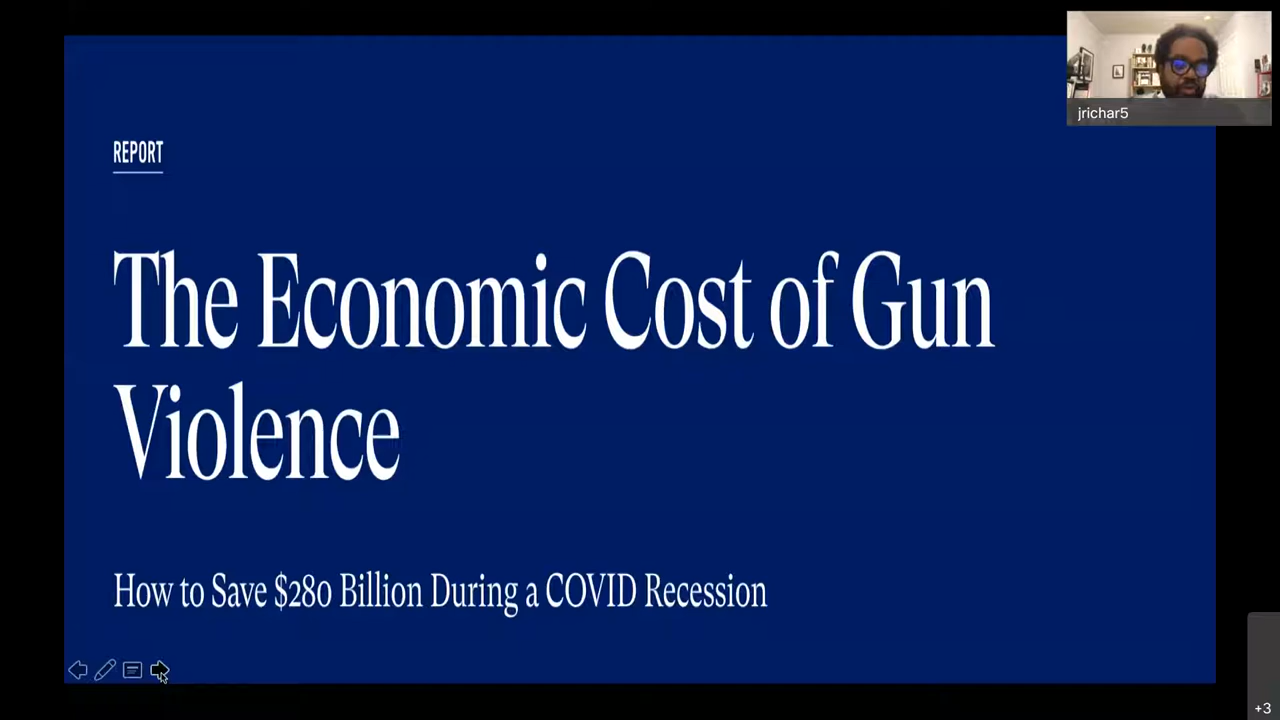 jrichar5
REPORT
The Economic Cost of Gun
Violence
How to Save $280 Billion During a COVID Recession
+3